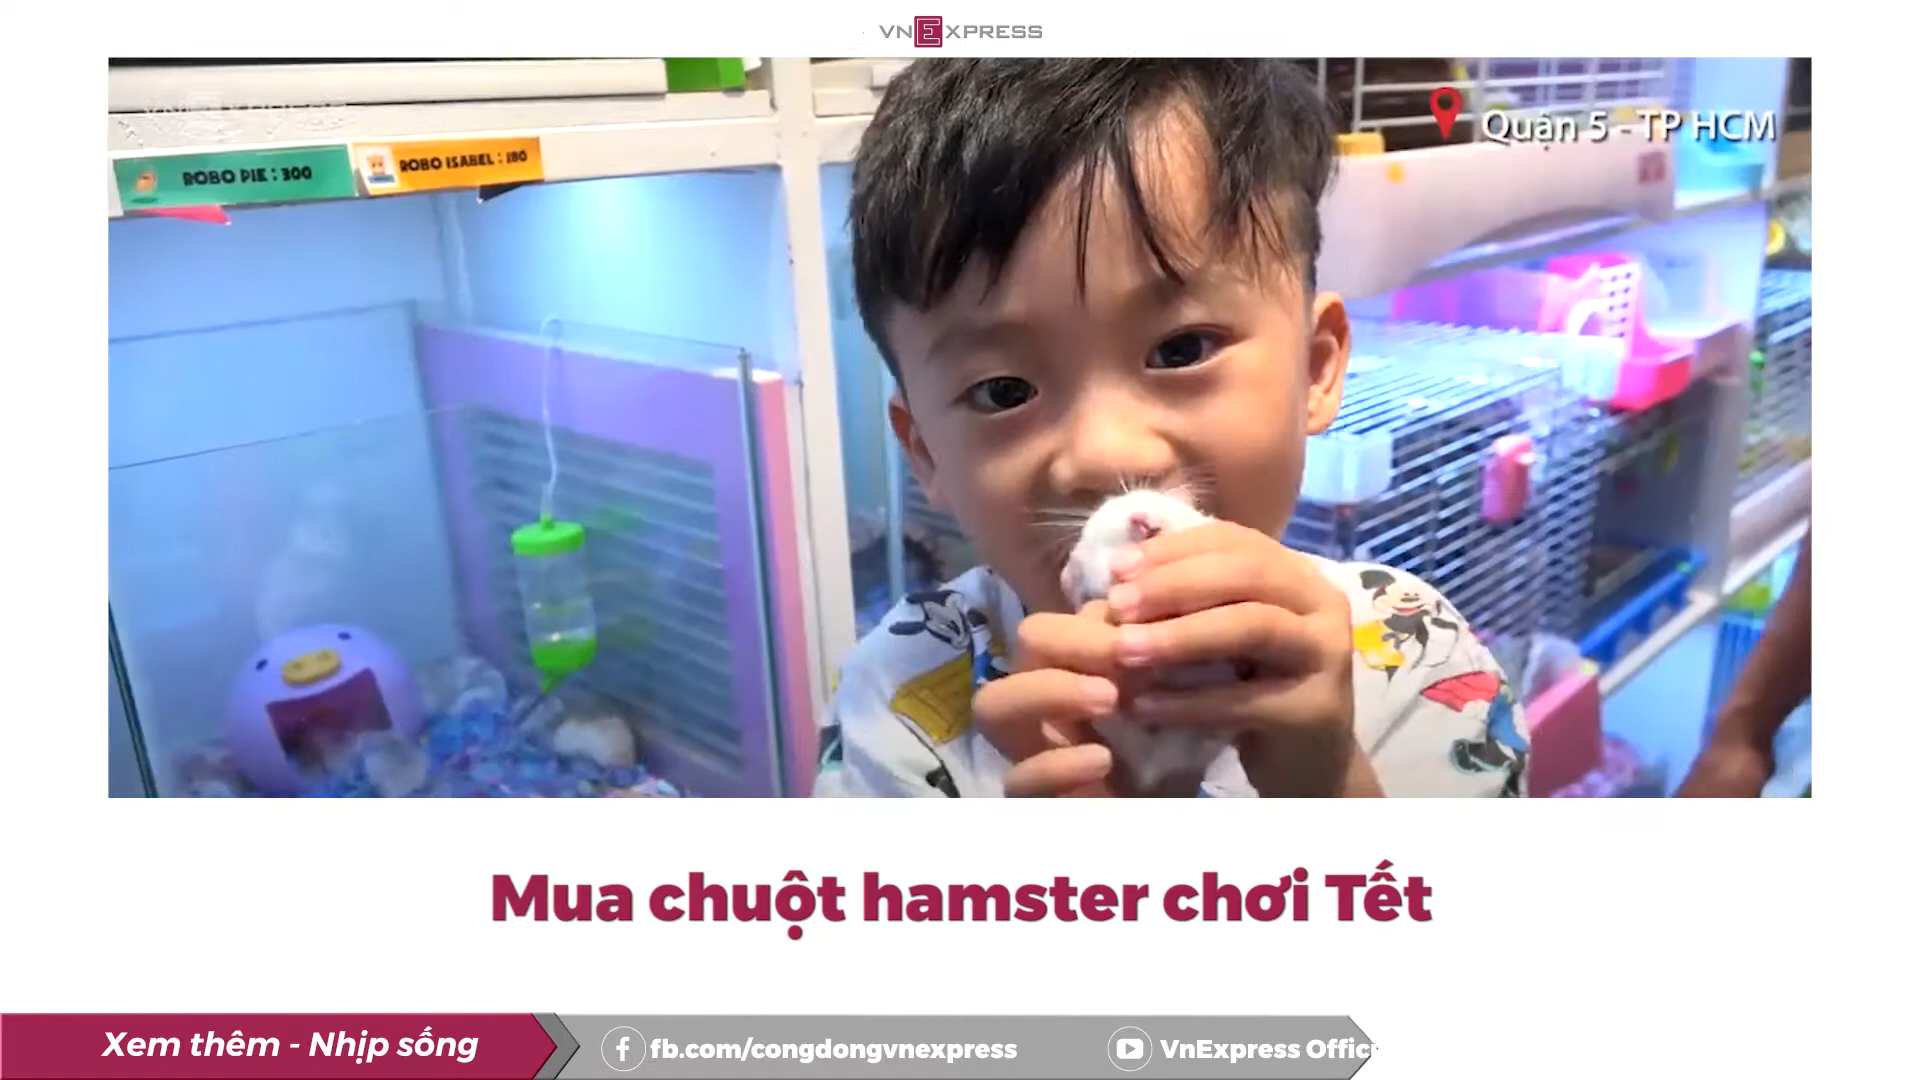 VNEXPRESS
VNEXPRESS
Quận 5 - TP HCM
ROBO PIE : 300
ROBO ISABEL : 180
Mua chuột hamster chơi Tết
Xem thêm - Nhịp sống
fb.com/congdongvnexpress
VnExpress Offic